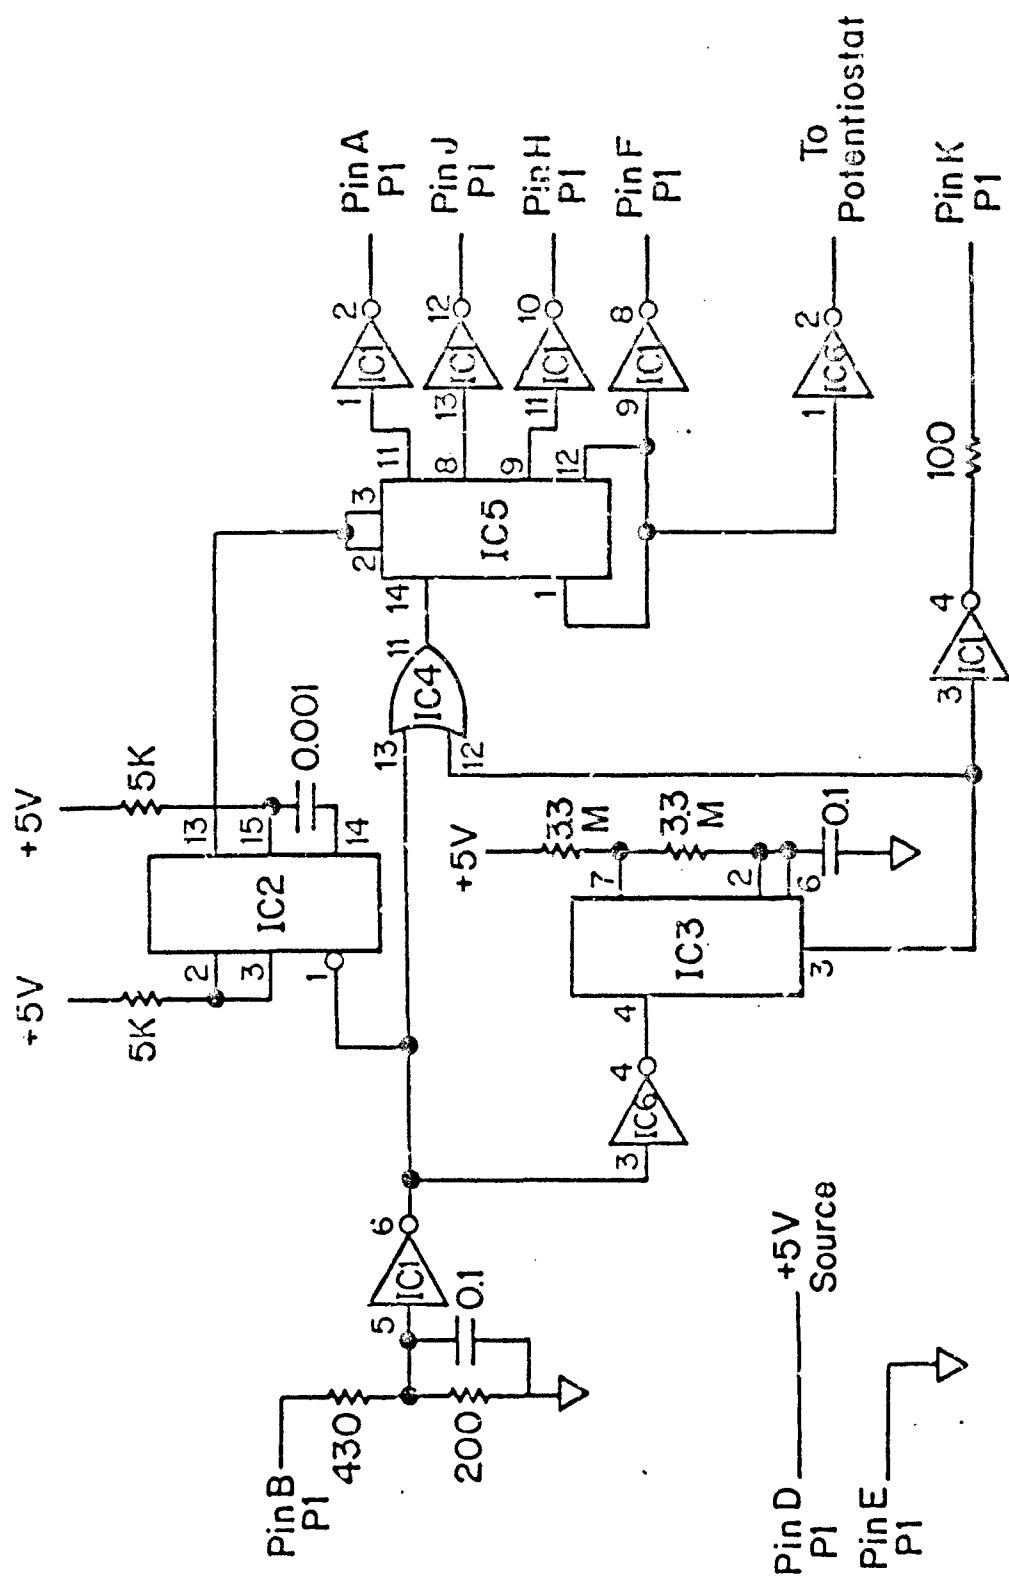 +5V
+5V
5K
5K
2
3
1
IC2
13
15
14
0.001
Pin B
P1
430
200
5
IC1
6
0.1
13
12
IC4
11
14
1
2
3
IC5
11
8
9
12
1
IC1
2
Pin A
P1
13
IC1
12
Pin J
P1
11
IC1
10
Pin H
P1
9
IC1
8
Pin F
P1
3
IC6
4
4
IC3
3
7
2
6
+5V
3.3
M
3.3
M
0.1
1
IC6
2
To
Potentiostat
3
IC1
4
100
Pin K
P1
Pin D
P1
+5V
Source
Pin E
P1